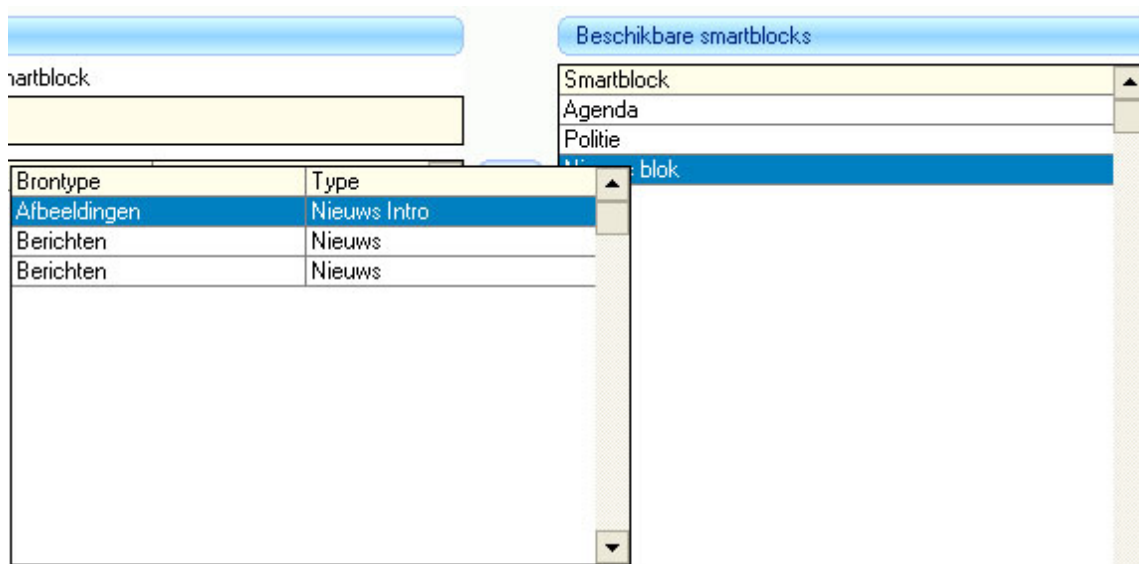 Beschikbare smartblocks
artblock
Smartblock
Agenda
Politie
blok
Brontype Type
Afbeeldingen Nieuws Intro
Berichten Nieuws
Berichten Nieuws